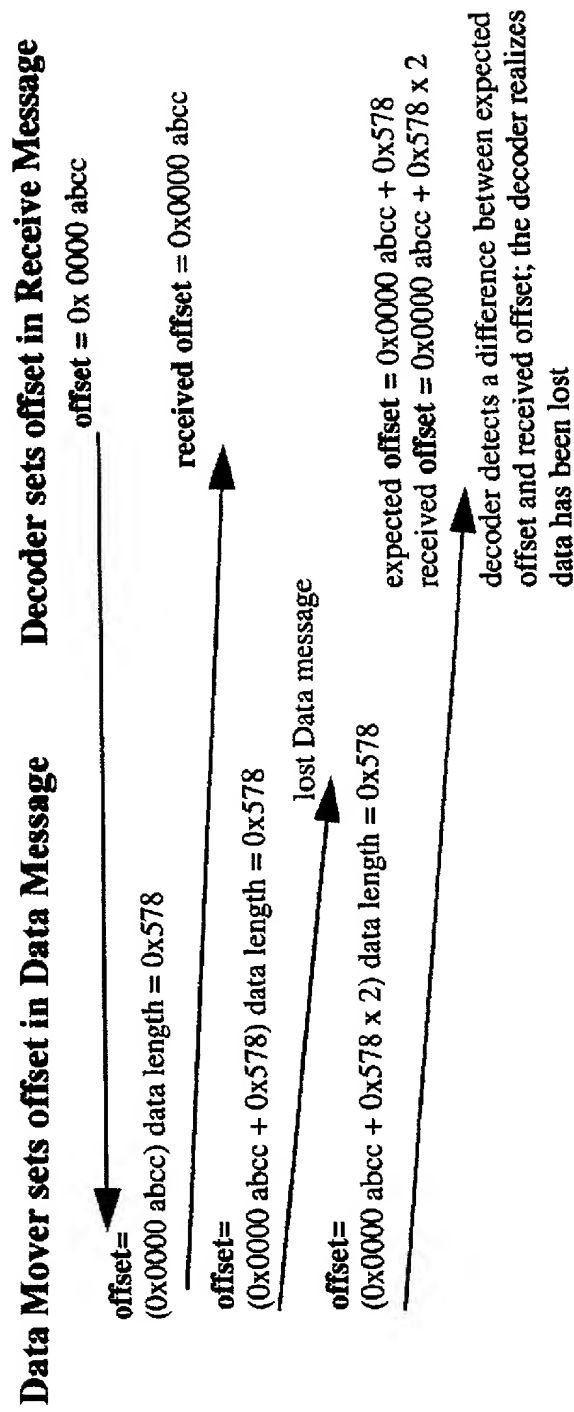 Data Mover sets offset in Data Message
Decoder sets offset in Receive Message
offset = 0x 0000 abcc
offset=
(0x0000 abcc) data length = 0x578
received offset = 0x0000 abcc
offset=
(0x0000 abcc + 0x578) data length = 0x578
lost Data message
offset=
(0x0000 abcc + 0x578 x 2) data length = 0x578
expected offset = 0x0000 abcc + 0x578
received offset = 0x0000 abcc + 0x578 x 2
decoder detects a difference between expected
offset and received offset; the decoder realizes
data has been lost